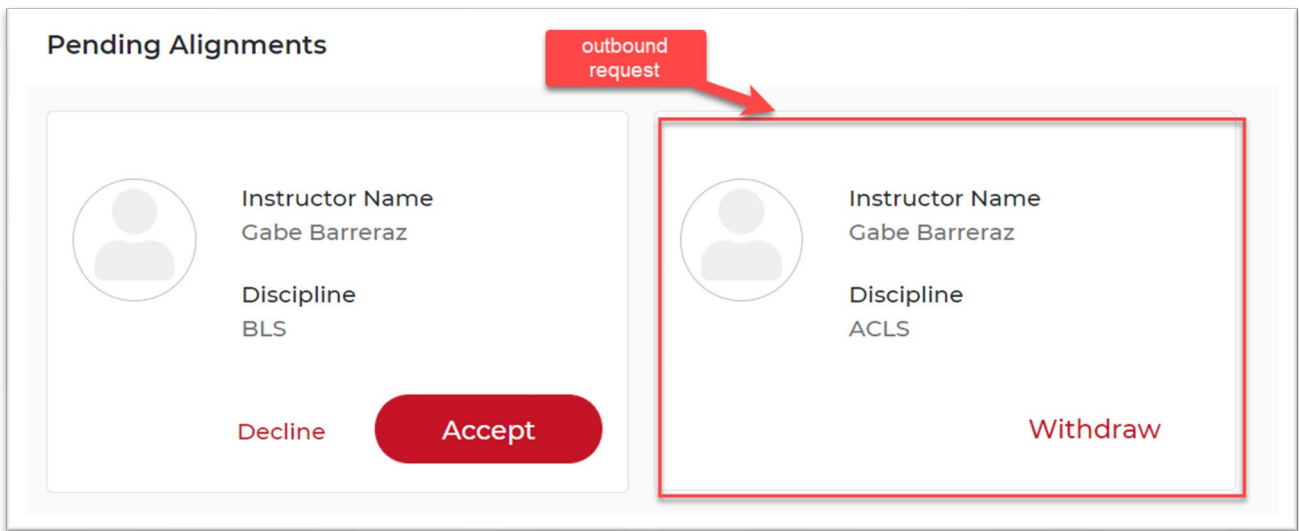 Pending Alignments
outbound
request
Instructor Name
Gabe Barreraz
Discipline
BLS
Decline
Accept
Instructor Name
Gabe Barreraz
Discipline
ACLS
Withdraw